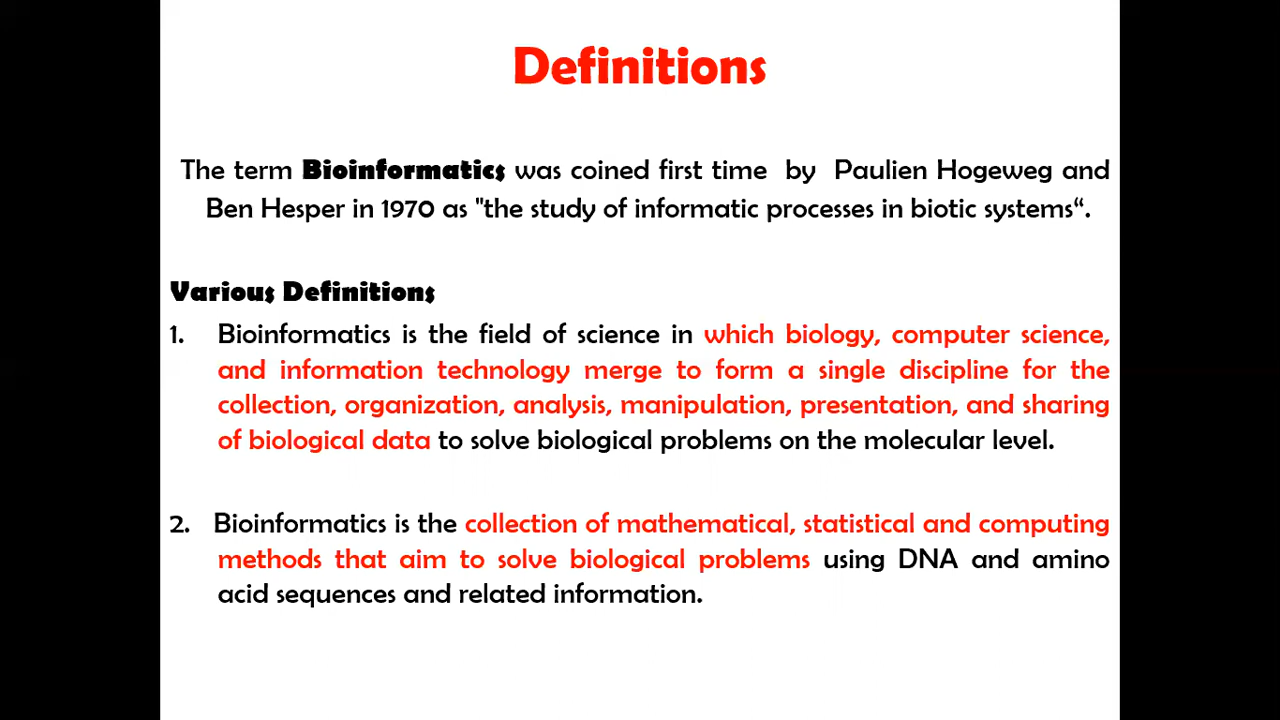 Definitions
The term Bioinformatics was coined first time by Paulien Hogeweg and
Ben Hesper in 1970 as "the study of informatic processes in biotic systems“.
Various Definitions
1. Bioinformatics is the field of science in which biology, computer science,
and information technology merge to form a single discipline for the
collection, organization, analysis, manipulation, presentation, and sharing
of biological data to solve biological problems on the molecular level.
2. Bioinformatics is the collection of mathematical, statistical and computing
methods that aim to solve biological problems using DNA and amino
acid sequences and related information.